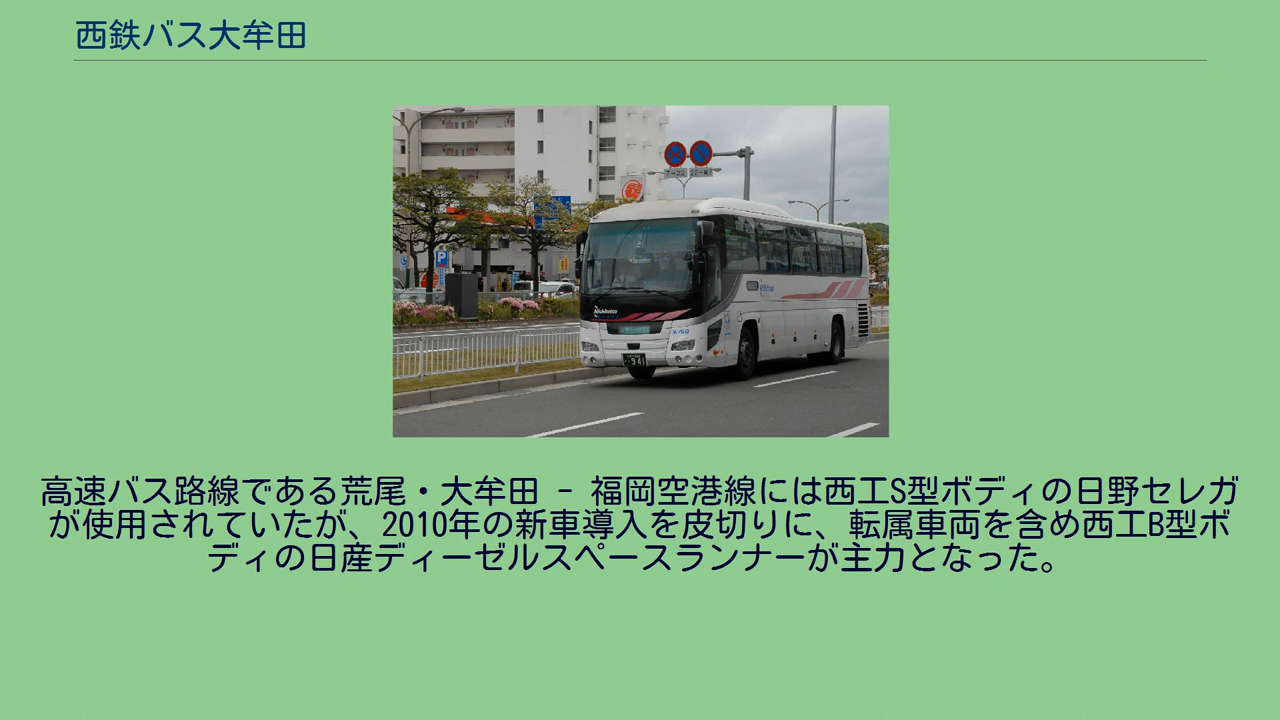 西鉄バス大牟田
Nishitetsu
941
高速バス路線である荒尾・大牟田 - 福岡空港線には西工S型ボディの日野セレガ
が使用されていたが、2010年の新車導入を皮切りに、転属車両を含め西工B型ボ
ディの日産ディーゼルスペースランナーが主力となった。